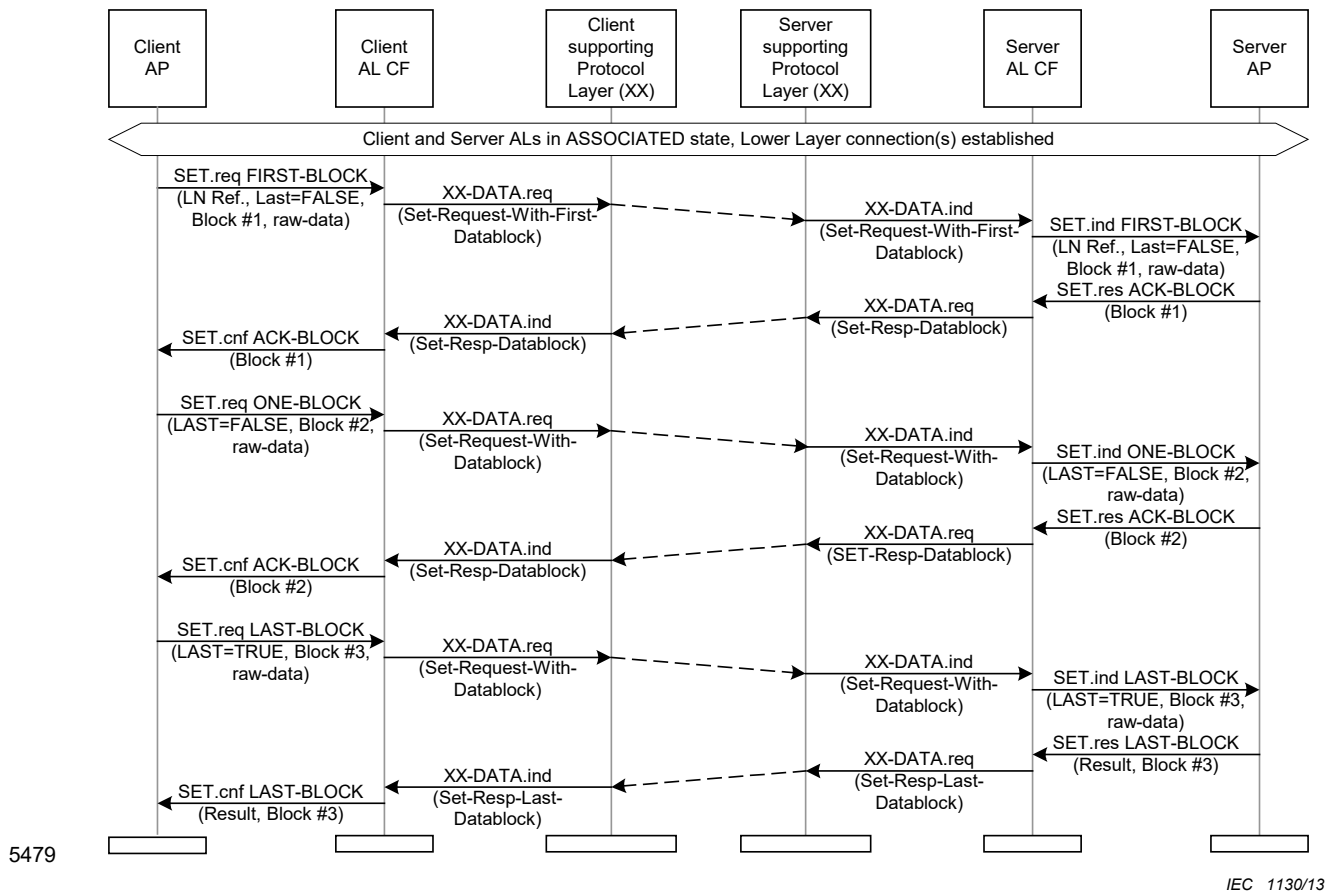 Client
AP
Client
AL CF
Client
supporting
Protocol
Layer (XX)
Server
supporting
Protocol
Layer (XX)
Server
AL CF
Server
AP
Client and Server ALs in ASSOCIATED state, Lower Layer connection(s) established
SET.req FIRST-BLOCK
(LN Ref., Last=FALSE,
Block #1, raw-data)
XX-DATA.req
(Set-Request-With-First-
Datablock)
XX-DATA.ind
(Set-Request-With-First-
Datablock)
SET.ind FIRST-BLOCK
(LN Ref., Last=FALSE,
Block #1, raw-data)
SET.res ACK-BLOCK
(Block #1)
XX-DATA.req
(Set-Resp-Datablock)
XX-DATA.ind
(Set-Resp-Datablock)
SET.cnf ACK-BLOCK
(Block #1)
SET.req ONE-BLOCK
(LAST=FALSE, Block #2,
raw-data)
XX-DATA.req
(Set-Request-With-
Datablock)
XX-DATA.ind
(Set-Request-With-
Datablock)
SET.ind ONE-BLOCK
(LAST=FALSE, Block #2,
raw-data)
SET.res ACK-BLOCK
(Block #2)
XX-DATA.req
(SET-Resp-Datablock)
XX-DATA.ind
(Set-Resp-Datablock)
SET.cnf ACK-BLOCK
(Block #2)
SET.req LAST-BLOCK
(LAST=TRUE, Block #3,
raw-data)
XX-DATA.req
(Set-Request-With-
Datablock)
XX-DATA.ind
(Set-Request-With-
Datablock)
SET.ind LAST-BLOCK
(LAST=TRUE, Block #3,
raw-data)
SET.res LAST-BLOCK
(Result, Block #3)
XX-DATA.req
(Set-Resp-Last-
Datablock)
XX-DATA.ind
(Set-Resp-Last-
Datablock)
SET.cnf LAST-BLOCK
(Result, Block #3)
5479
IEC 1130/13